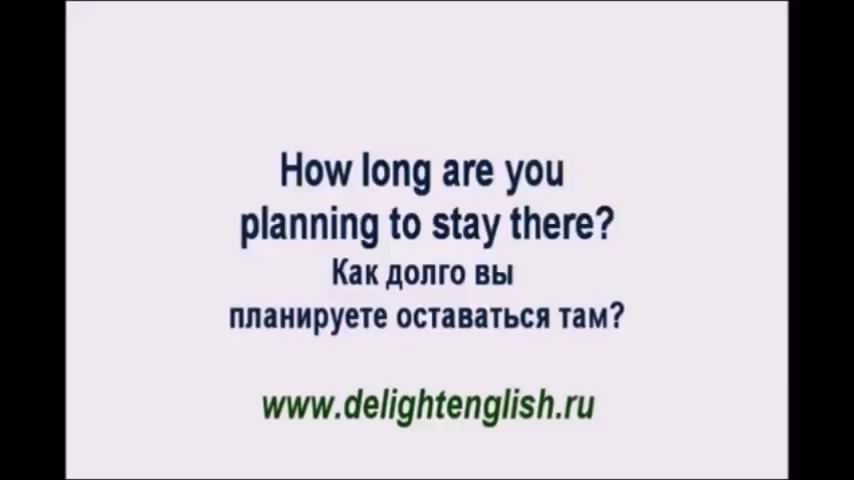 How long are you
planning to stay there?
Как долго вы
планируете оставаться там?
www.delightenglish.ru